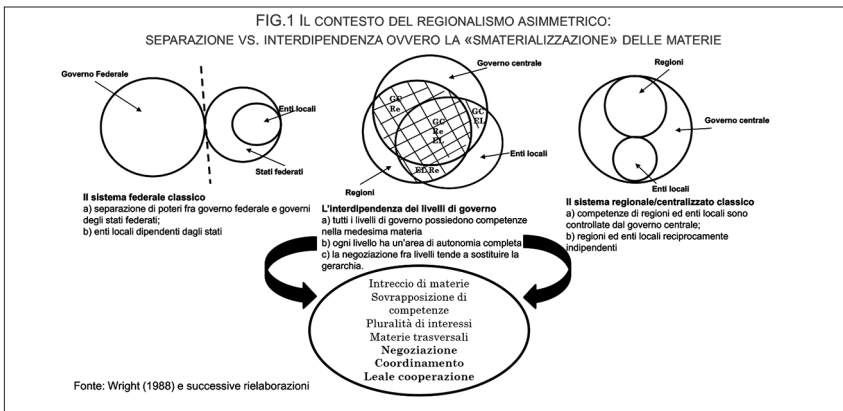 FIG.1 IL CONTESTO DEL REGIONALISMO ASIMMETRICO:
SEPARAZIONE VS. INTERDIPENDENZA OVVERO LA «SMATERIALIZZAZIONE» DELLE MATERIE
Governo Federale
Enti locali
Stati federati
Il sistema federale classico
a) separazione di poteri fra governo federale e governi
degli stati federati;
b) enti locali dipendenti dagli stati
Governo centrale
GC
Re
GC
EL
GC
Re
EL
EL Re
Enti locali
Regioni
L'interdipendenza dei livelli di governo
a) tutti i livelli di governo possiedono competenze
nella medesima materia
b) ogni livello ha un'area di autonomia completa
c) la negoziazione fra livelli tende a sostituire la
gerarchia.
Regioni
Governo centrale
Enti locali
Il sistema regionale/centralizzato classico
a) competenze di regioni ed enti locali sono
controllate dal governo centrale;
b) regioni ed enti locali reciprocamente
indipendenti
Intreccio di materie
Sovrapposizione di
competenze
Pluralità di interessi
Materie trasversali
Negoziazione
Coordinamento
Leale cooperazione
Fonte: Wright (1988) e successive rielaborazioni